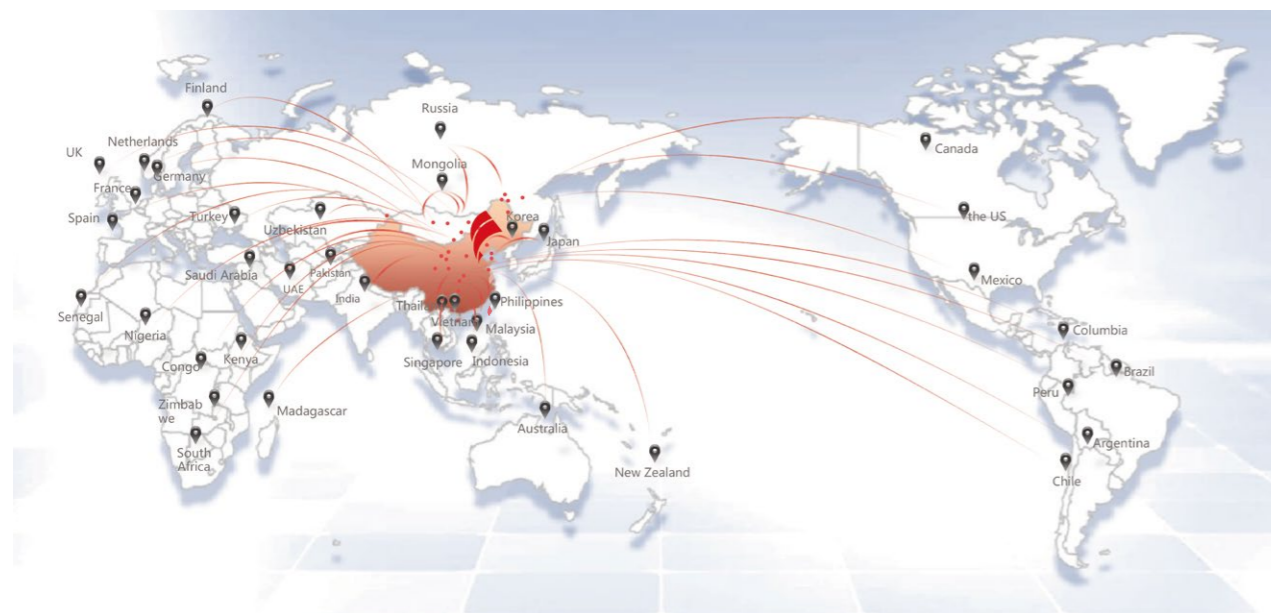 Finland
Russia
Netherlands
Canada
UK
Mongolia
Germany
France
Spain
Turkey
Korea
the US
Uzbekistan
Japan
Saudi Arabia
Pakistan
Mexico
UAE
India
Senegal
Thail
Philippines
Nigeria
Vietnam
Malaysia
Columbia
Kenya
Congo
Singapore
Indonesia
Brazil
Peru
Zimbab
we
Madagascar
Australia
Argentina
South
Africa
New Zealand
Chile